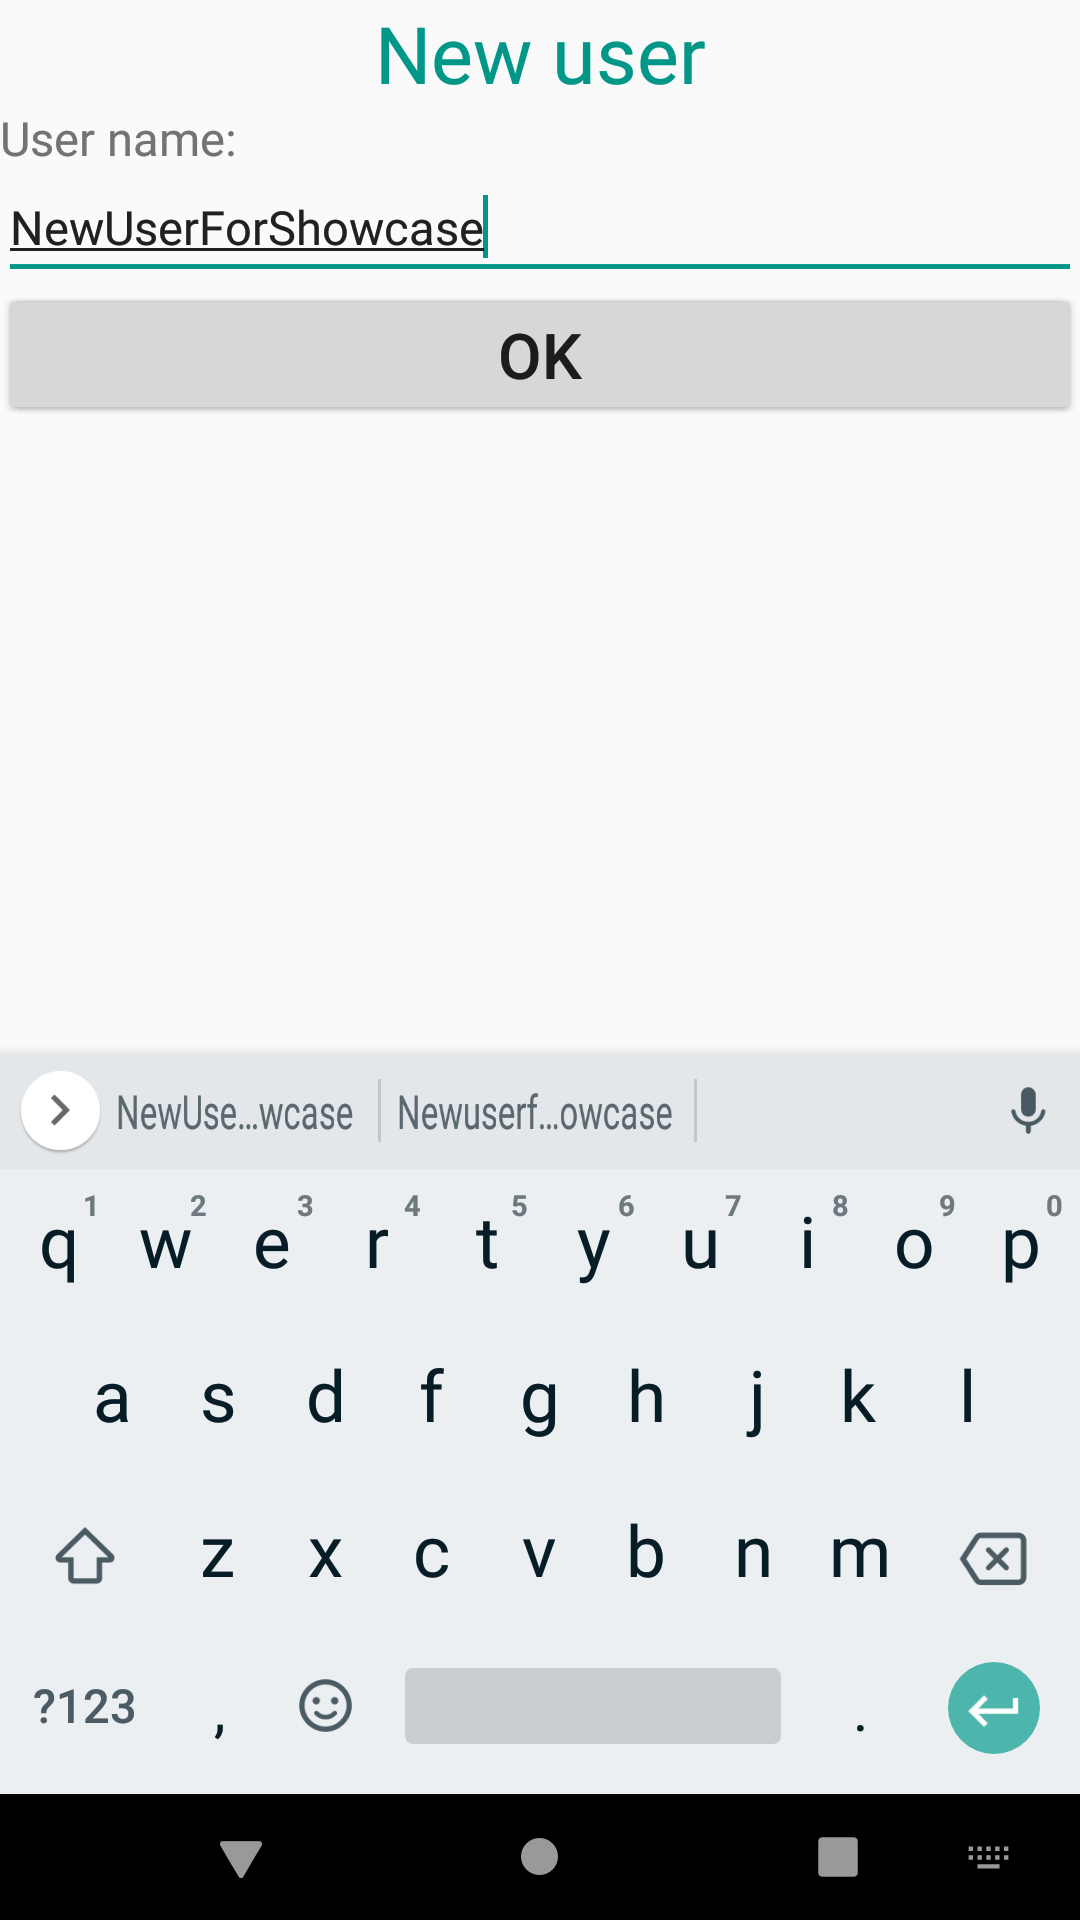 New user
User name:
NewUserForShowcase
OK
NewUse...wcase Newuserf...owcase
1 2 3 4 5 6 7 8 9 0
q w e r t y u i o p
a s d f g h j k l
z x c v b n m
?123 , .